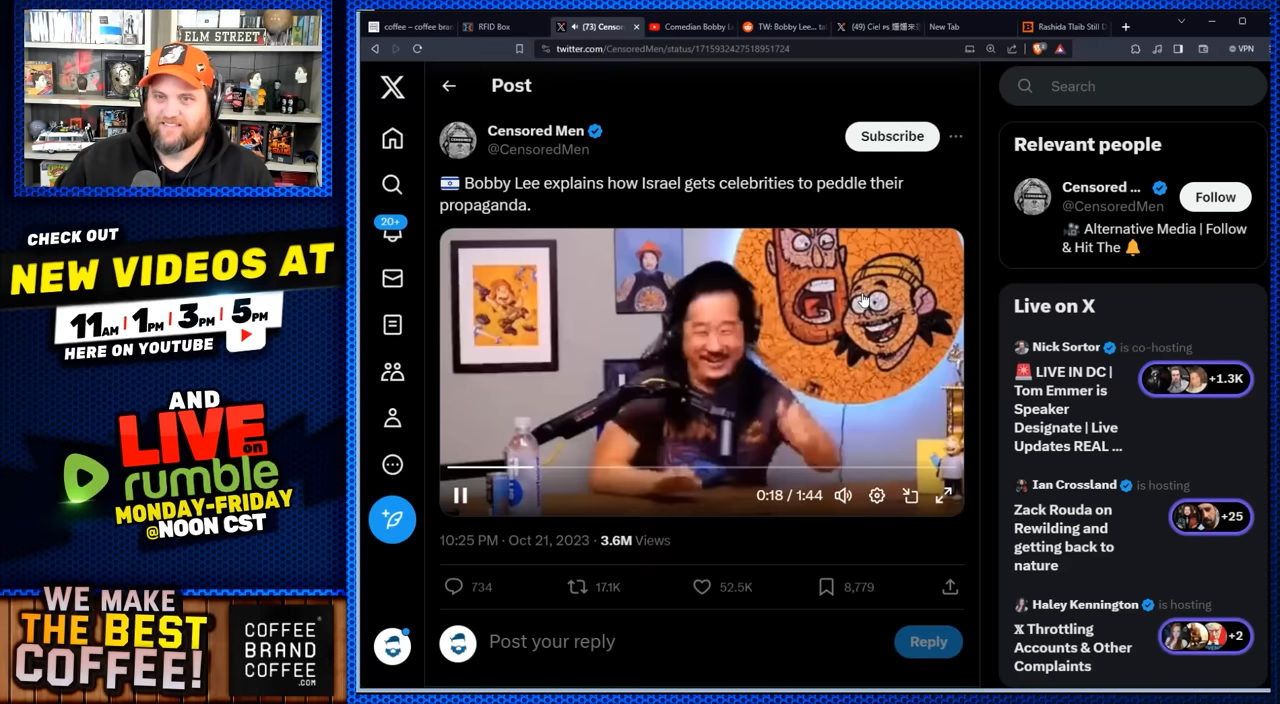 ELM STREET
CHECK OUT
NEW VIDEOS AT
11AM | 1PM | 3PM | 5PM
HERE ON YOUTUBE
AND
LIVE
on
rumble
MONDAY-FRIDAY
@NOON CST
WE MAKE
THE BEST
COFFEE!
COFFEE
BRAND
COFFEE
.COM
coffee – coffee bran
RFID Box
(73) Censo
Comedian Bobby L
TW: Bobby Lee... ta
New Tab
Rashida Tlaib Still D
twitter.com/CensoredMen/status/1715932427518951724
VPN
Post
Censored Men
@CensoredMen
Subscribe
🇮🇱 Bobby Lee explains how Israel gets celebrities to peddle their
propaganda.
0:18 / 1:44
10:25 PM · Oct 21, 2023 · 3.6M Views
734
17.1K
52.5K
8,779
Post your reply
Reply
20+
Search
Relevant people
Censored ...
@CensoredMen
Follow
Alternative Media | Follow
& Hit The 🔔
Live on X
Nick Sortor is co-hosting
🚨 LIVE IN DC |
Tom Emmer is
Speaker
Designate | Live
Updates REAL ...
+1.3K
Ian Crossland is hosting
Zack Rouda on
Rewilding and
getting back to
nature
+25
Haley Kennington is hosting
X Throttling
Accounts & Other
Complaints
+2